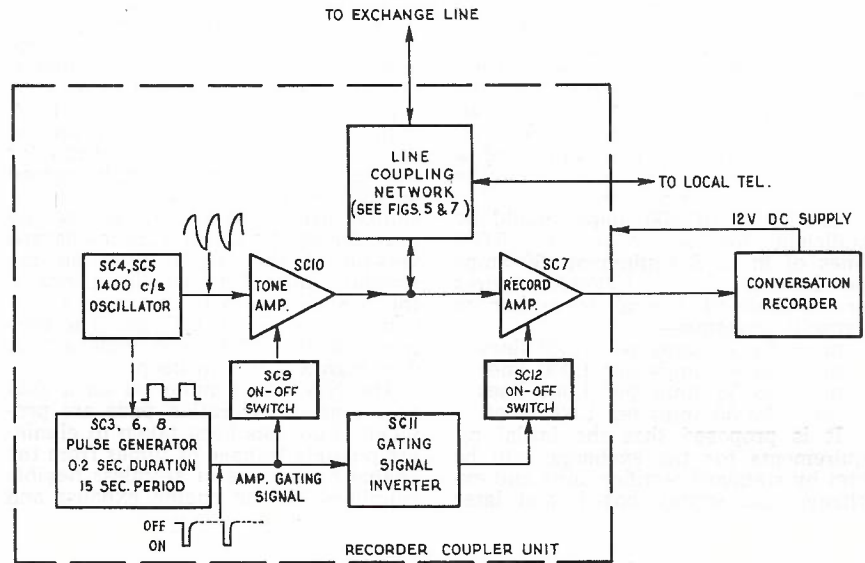 TO EXCHANGE LINE
LINE
COUPLING
NETWORK
(SEE FIGS. 5 & 7)
TO LOCAL TEL.
12V DC SUPPLY
SC4, SC5
1400 c/s
OSCILLATOR
SC10
TONE
AMP.
SC7
RECORD
AMP.
CONVERSATION
RECORDER
SC9
ON-OFF
SWITCH
SC12
ON-OFF
SWITCH
SC3, 6, 8.
PULSE GENERATOR
0·2 SEC. DURATION
15 SEC. PERIOD
AMP. GATING
SIGNAL
SC11
GATING
SIGNAL
INVERTER
OFF
ON
RECORDER COUPLER UNIT